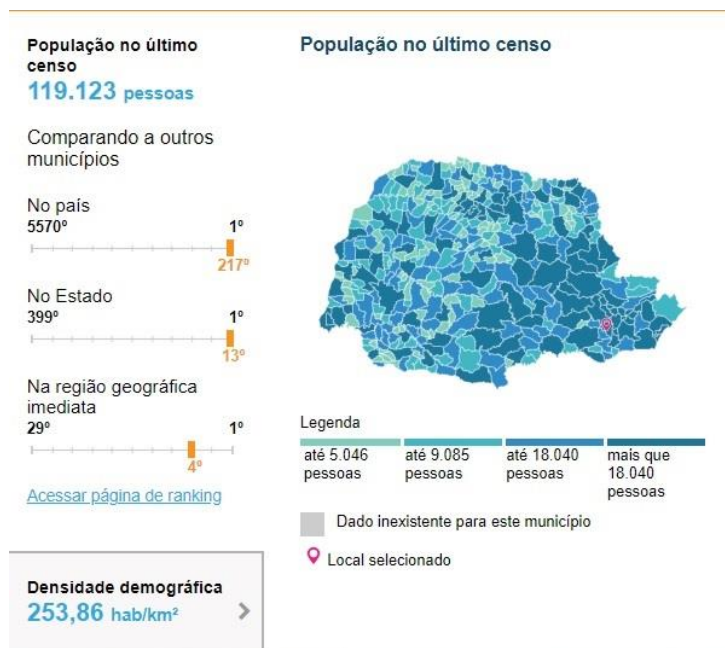 População no último
censo
119.123 pessoas
Comparando a outros
municípios
No país
5570º 1º
217º
No Estado
399º 1º
13º
Na região geográfica
imediata
29º 1º
4º
Acessar página de ranking
Densidade demográfica
253,86 hab/km²
População no último censo
Legenda
até 5.046
pessoas
até 9.085
pessoas
até 18.040
pessoas
mais que
18.040
pessoas
Dado inexistente para este município
Local selecionado